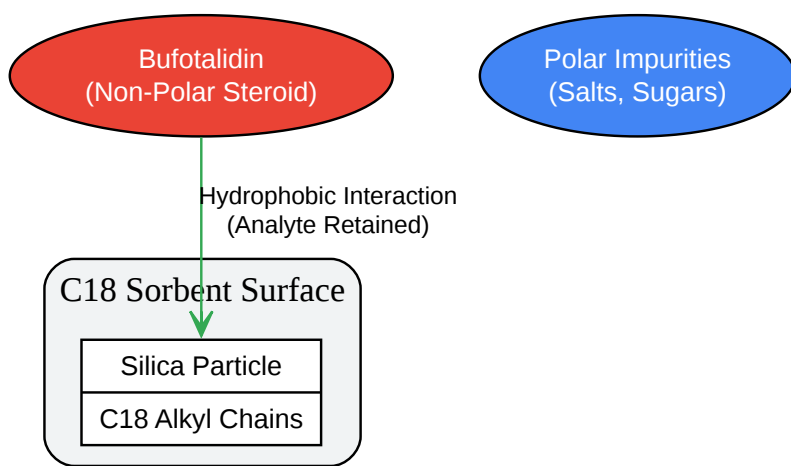 Bufotalidin
(Non-Polar Steroid)
Polar Impurities
(Salts, Sugars)
Hydrophobic Interaction
(Analyte Retained)
C18 Sorbent Surface
Silica Particle
C18 Alkyl Chains